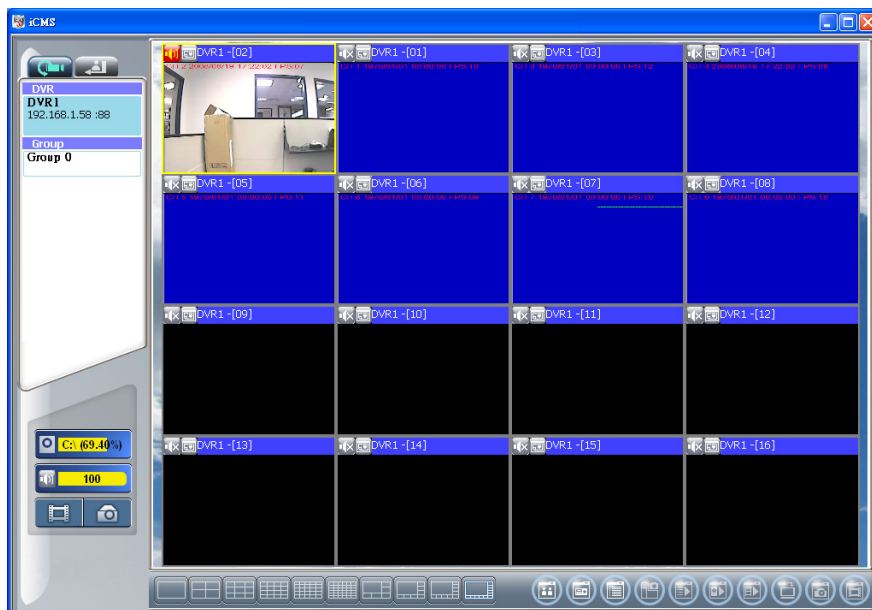 iCMS
DVR
DVR1
192.168.1.58 :88
Group
Group 0
C:\ (69.40%)
100
DVR1 -[02]
DVR1 -[01]
DVR1 -[03]
DVR1 -[04]
DVR1 -[05]
DVR1 -[06]
DVR1 -[07]
DVR1 -[08]
DVR1 -[09]
DVR1 -[10]
DVR1 -[11]
DVR1 -[12]
DVR1 -[13]
DVR1 -[14]
DVR1 -[15]
DVR1 -[16]